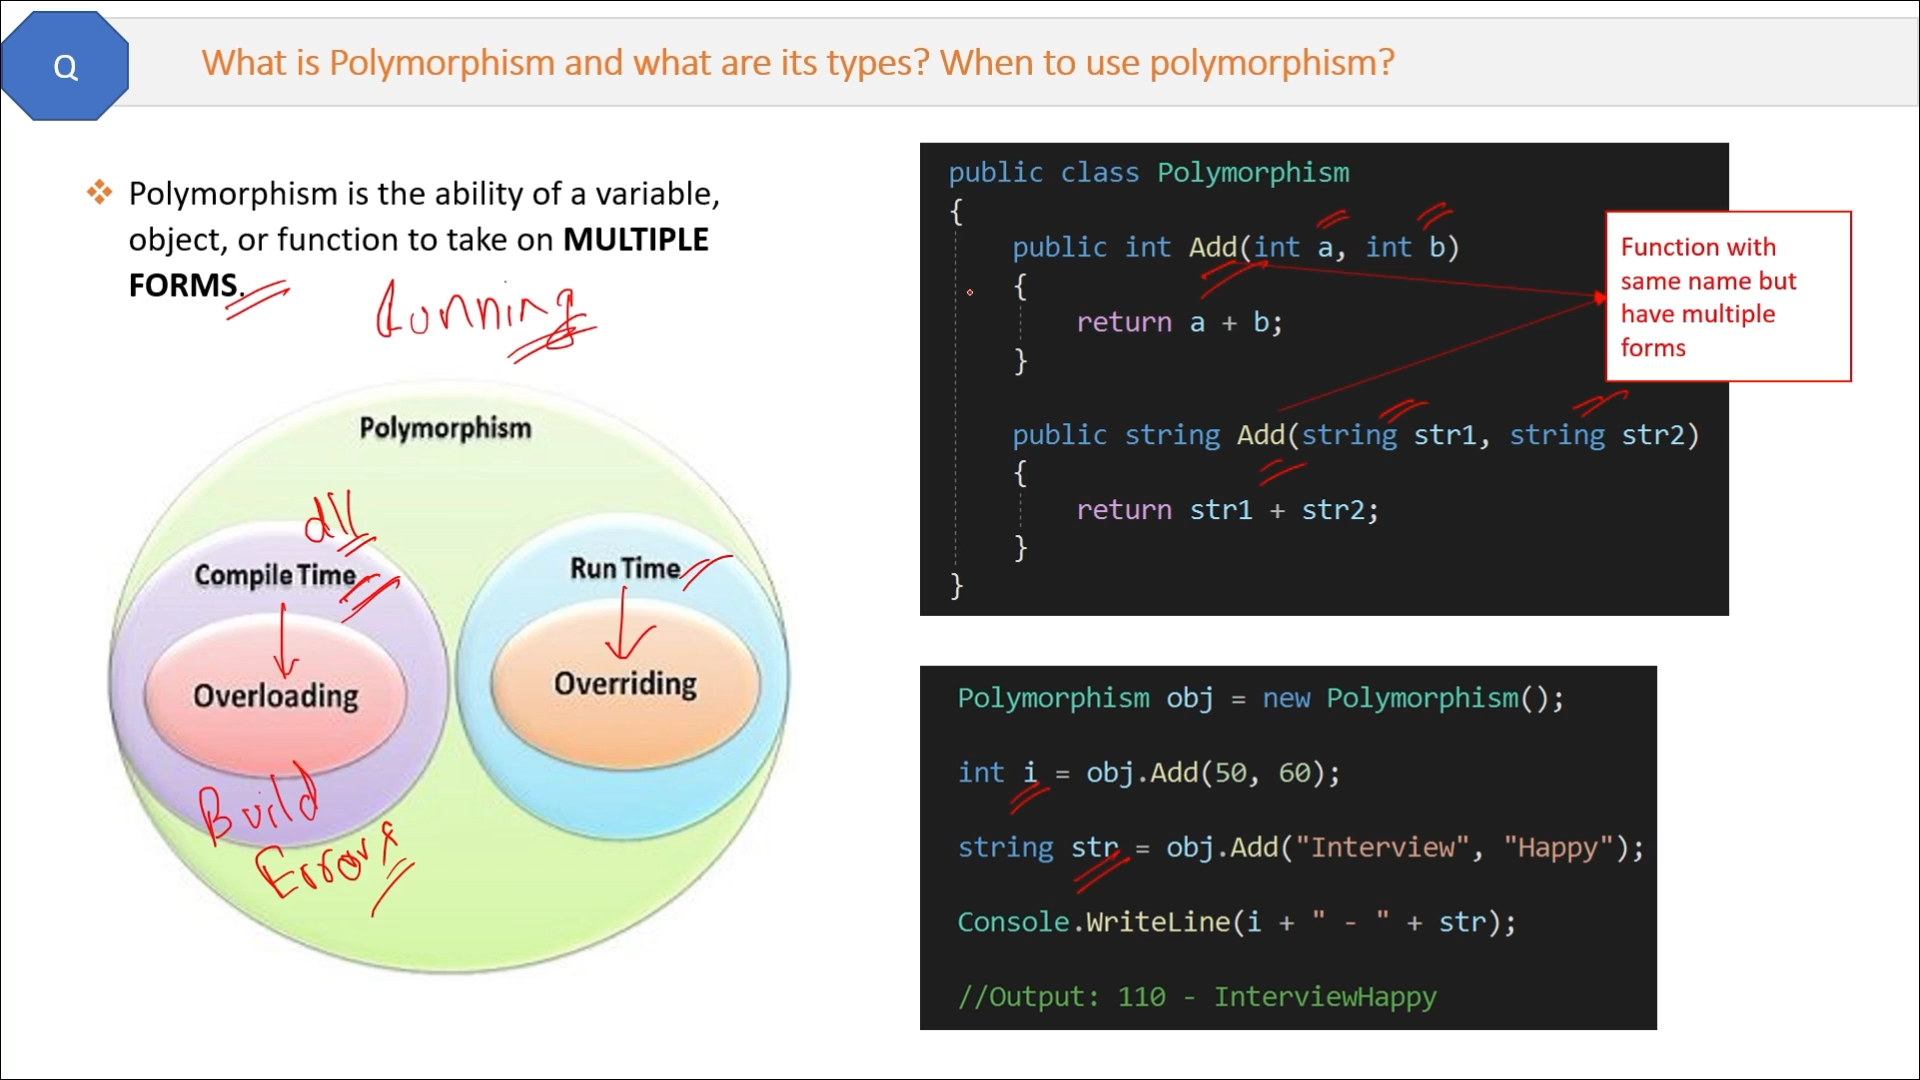 Q
What is Polymorphism and what are its types? When to use polymorphism?
❖ Polymorphism is the ability of a variable,
object, or function to take on MULTIPLE
FORMS.
Running
Polymorphism
dll
Compile Time
Overloading
Build
Errors
Run Time
Overriding
public class Polymorphism
{
public int Add(int a, int b)
{
return a + b;
}
public string Add(string str1, string str2)
{
return str1 + str2;
}
}
Function with
same name but
have multiple
forms
Polymorphism obj = new Polymorphism();
int i = obj.Add(50, 60);
string str = obj.Add("Interview", "Happy");
Console.WriteLine(i + " - " + str);
//Output: 110 - InterviewHappy